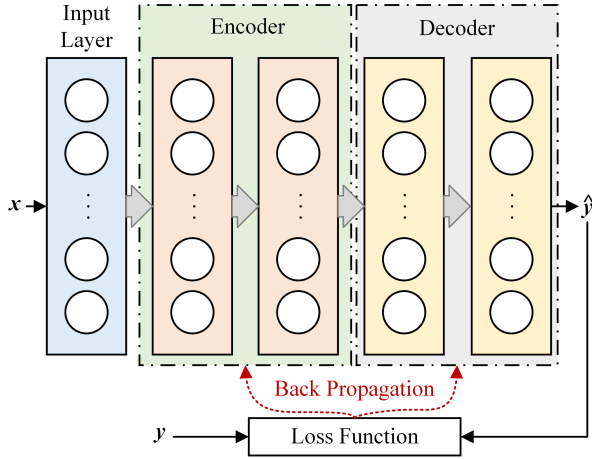 Input
Layer
Encoder
Decoder
x
ŷ
Back Propagation
y
Loss Function